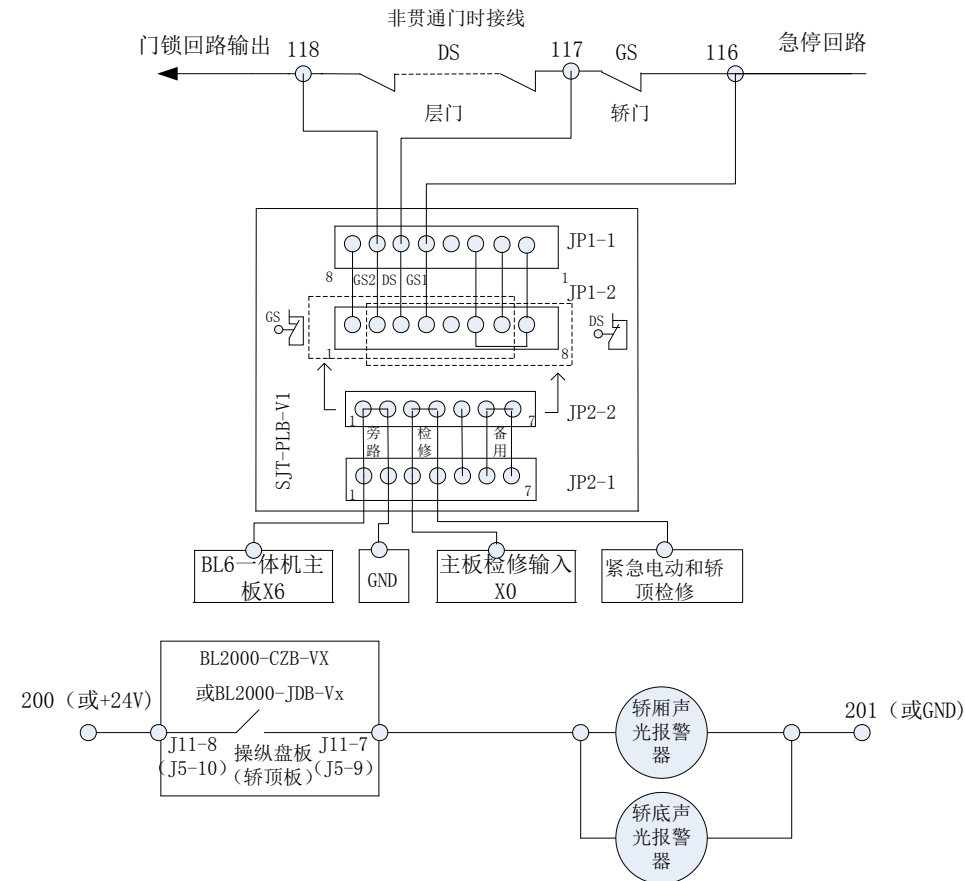 非贯通门时接线
门锁回路输出
118
DS
117
GS
116
急停回路
层门
轿门
JP1-1
8
GS2
DS
GS1
1
JP1-2
GS
DS
1
8
SJT-PLB-V1
JP2-2
1
7
旁路
检修
备用
JP2-1
1
7
BL6一体机主
板X6
GND
主板检修输入
X0
紧急电动和轿
顶检修
BL2000-CZB-VX
或BL2000-JDB-Vx
200（或+24V)
J11-8
（J5-10）
操纵盘板
（轿顶板）
J11-7
（J5-9）
轿厢声
光报警
器
201（或GND)
轿底声
光报警
器